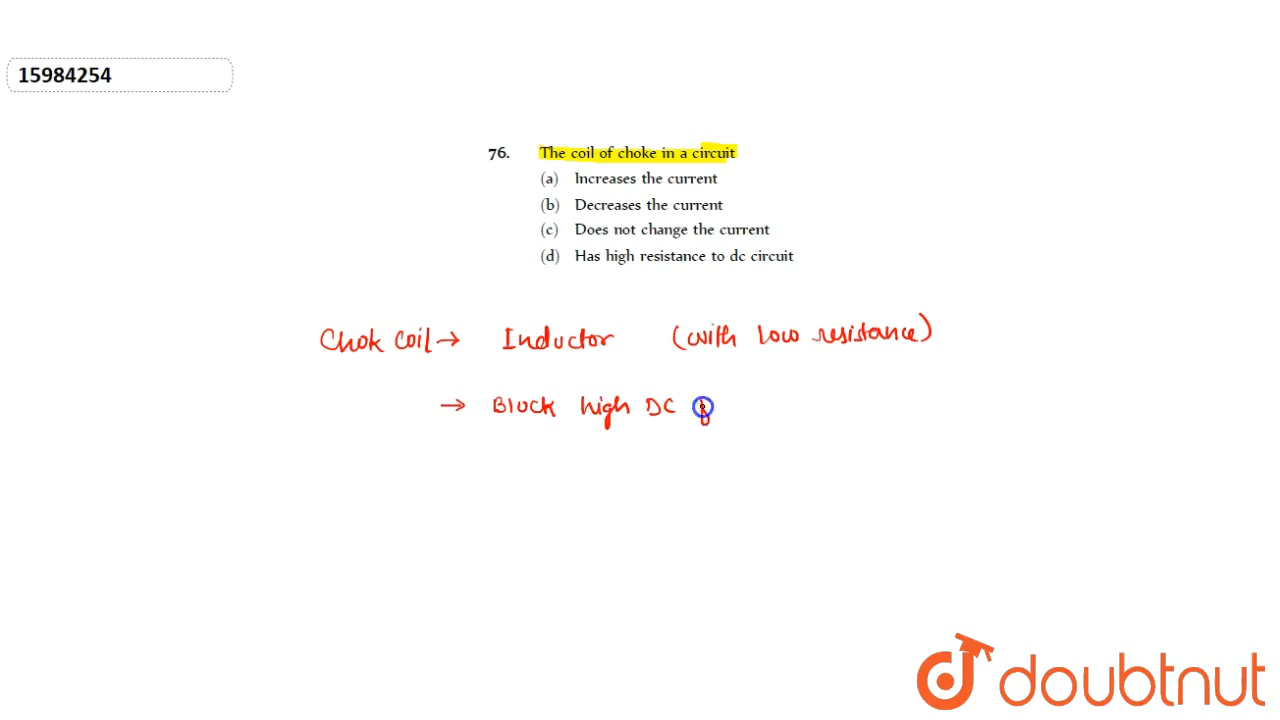 15984254
76. The coil of choke in a circuit
(a) Increases the current
(b) Decreases the current
(c) Does not change the current
(d) Has high resistance to dc circuit
Chok coil → Inductor (with low resistance)
→ Block high DC
doubtnut